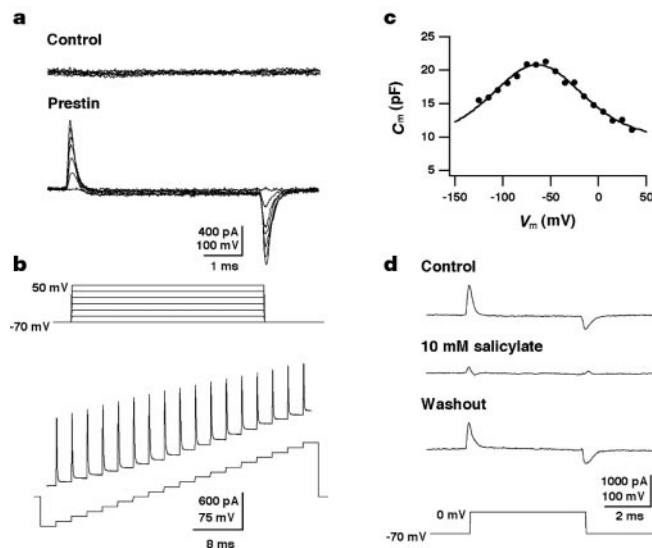 a
Control
Prestin
400 pA
100 mV
1 ms
b
50 mV
-70 mV
600 pA
75 mV
8 ms
c
25
20
15
10
5
Cm (pF)
-150
-100
-50
0
50
Vm (mV)
d
Control
10 mM salicylate
Washout
1000 pA
100 mV
2 ms
0 mV
-70 mV